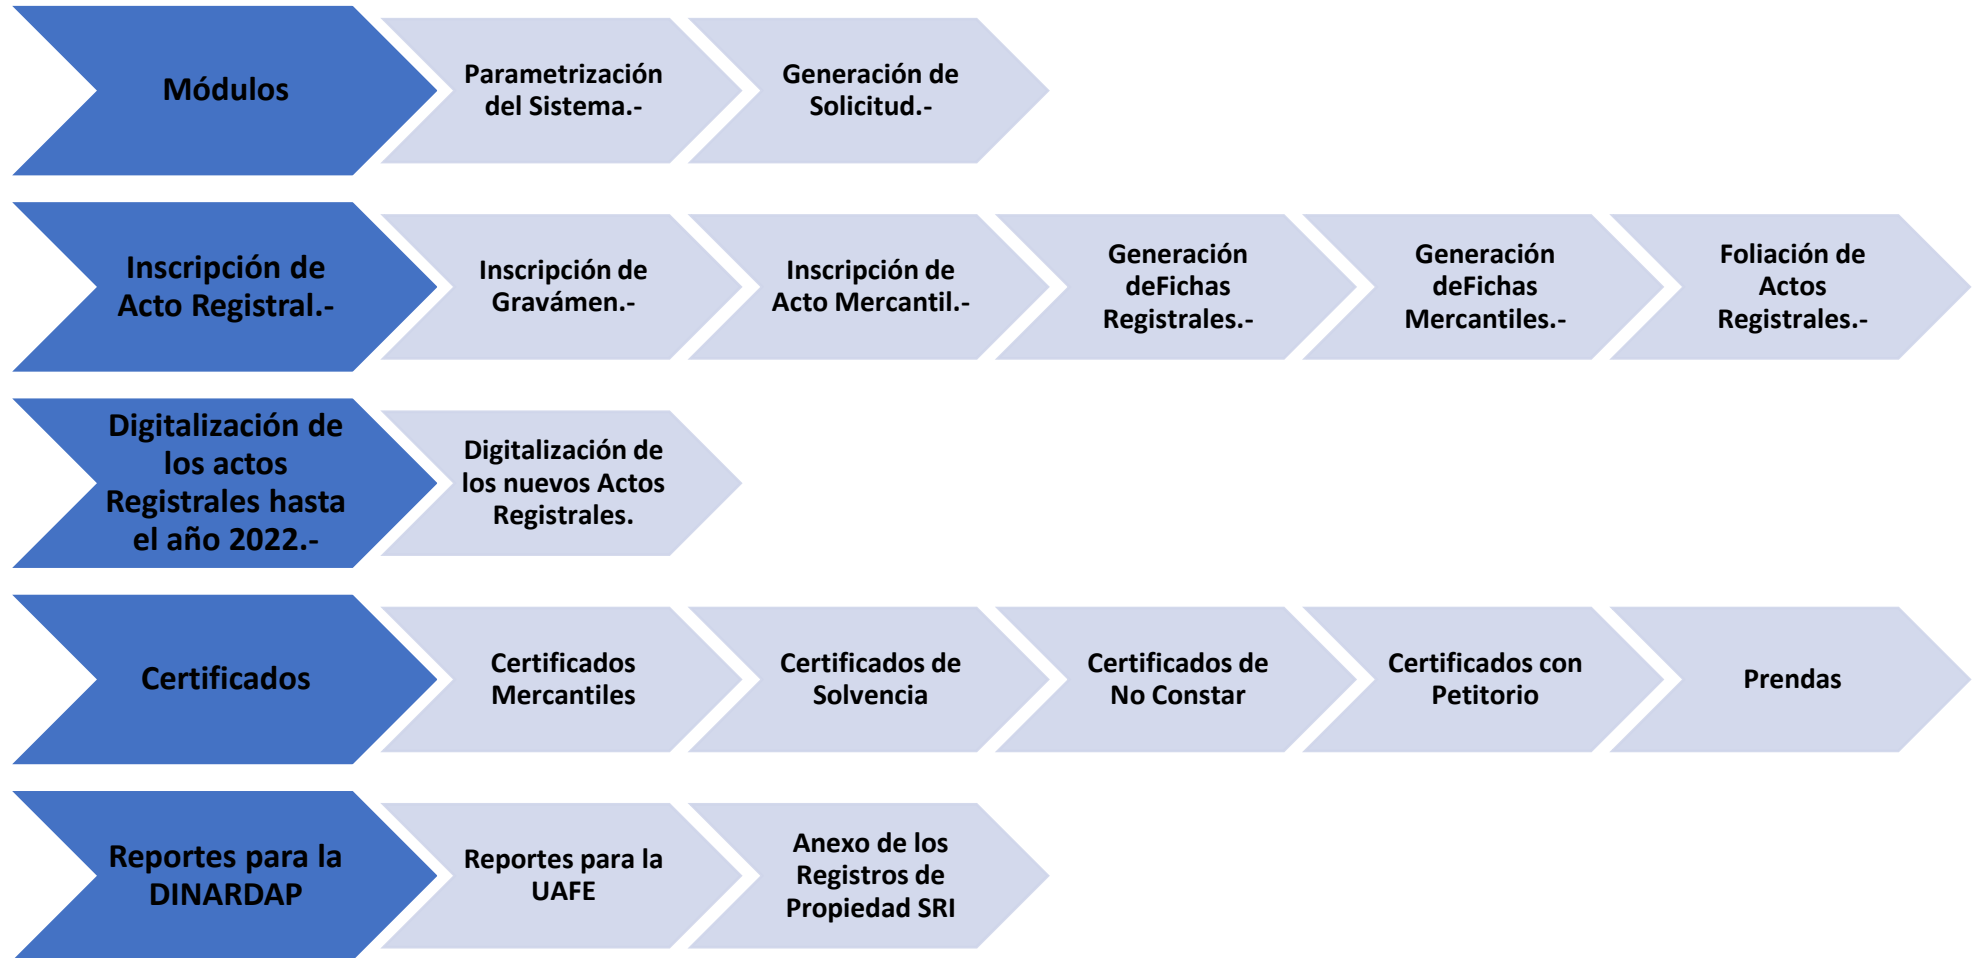 Módulos
Parametrización
del Sistema.-
Generación de
Solicitud.-
Inscripción de
Acto Registral.-
Inscripción de
Gravámen.-
Inscripción de
Acto Mercantil.-
Generación
deFichas
Registrales.-
Generación
deFichas
Mercantiles.-
Foliación de
Actos
Registrales.-
Digitalización de
los actos
Registrales hasta
el año 2022.-
Digitalización de
los nuevos Actos
Registrales.
Certificados
Certificados
Mercantiles
Certificados de
Solvencia
Certificados de
No Constar
Certificados con
Petitorio
Prendas
Reportes para la
DINARDAP
Reportes para la
UAFE
Anexo de los
Registros de
Propiedad SRI